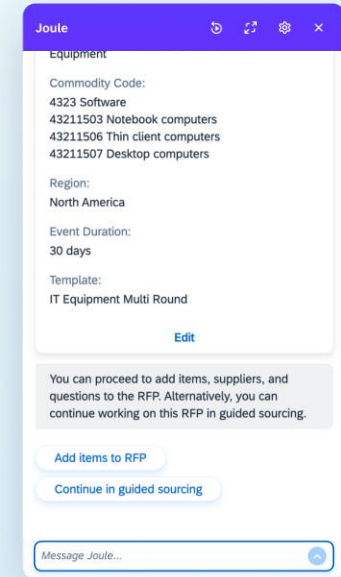 Joule
Equipment
Commodity Code:
4323 Software
43211503 Notebook computers
43211506 Thin client computers
43211507 Desktop computers
Region:
North America
Event Duration:
30 days
Template:
IT Equipment Multi Round
Edit
You can proceed to add items, suppliers, and
questions to the RFP. Alternatively, you can
continue working on this RFP in guided sourcing.
Add items to RFP
Continue in guided sourcing
Message Joule...